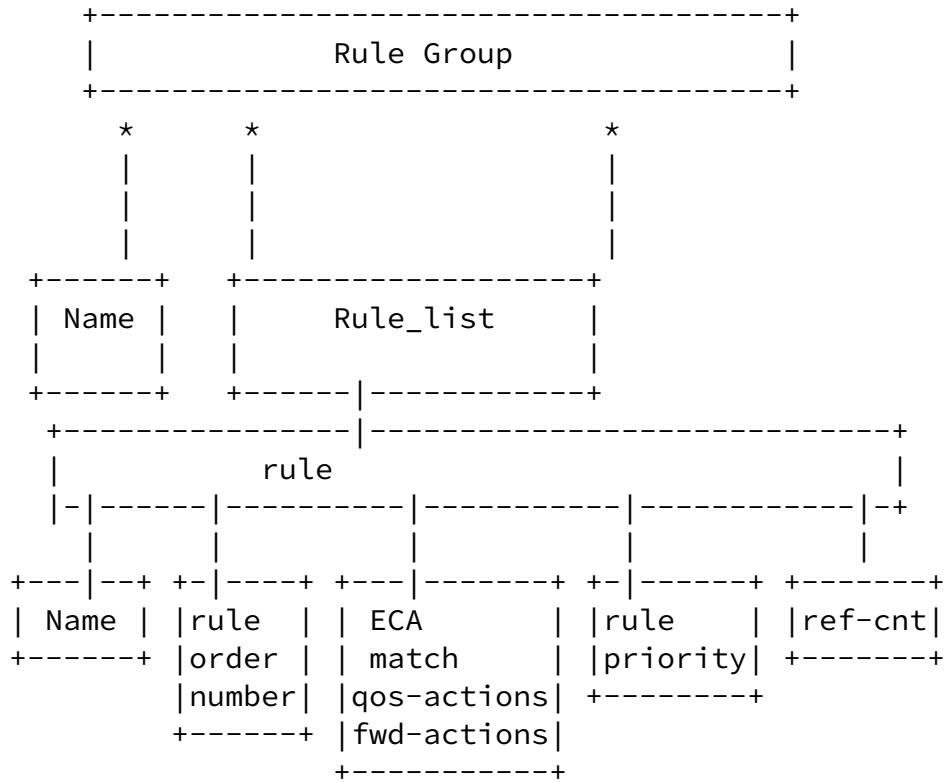 Rule Group
Name Rule_list
rule
Name rule ECA rule ref-cnt
order match priority
number qos-actions
fwd-actions